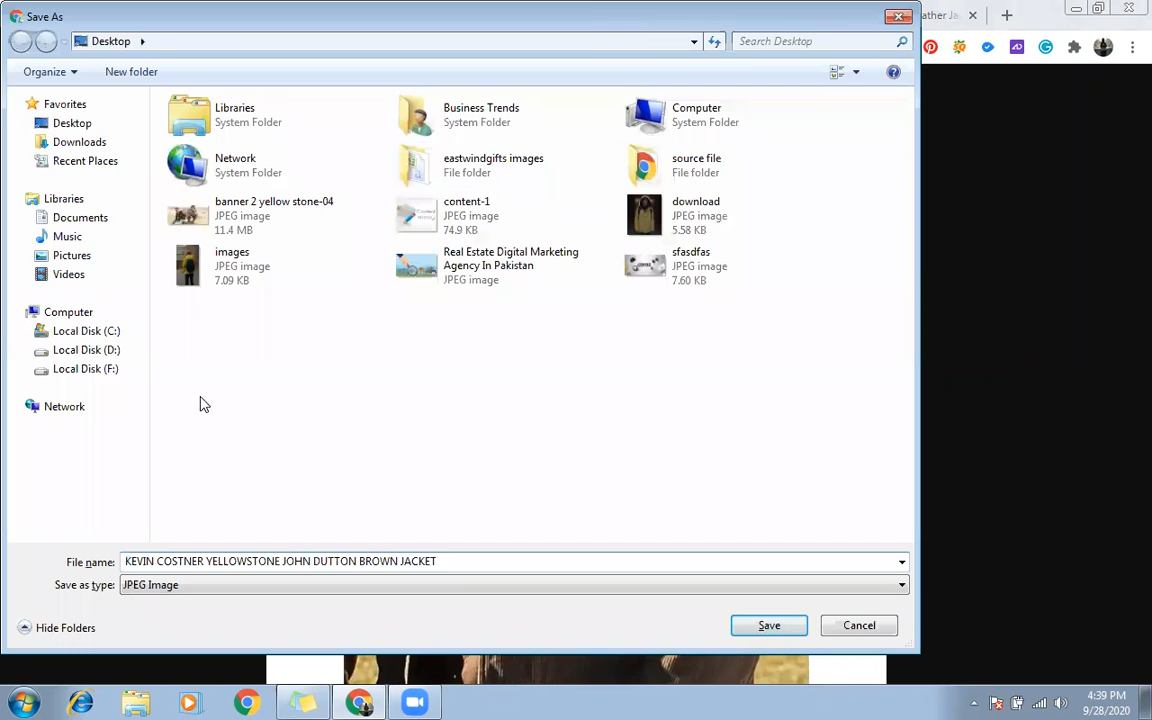 Save As
ather Ja
Desktop
Search Desktop
Organize
New folder
Favorites
Desktop
Downloads
Recent Places
Libraries
Documents
Music
Pictures
Videos
Computer
Local Disk (C:)
Local Disk (D:)
Local Disk (F:)
Network
Libraries
System Folder
Business Trends
System Folder
Computer
System Folder
Network
System Folder
eastwindgifts images
File folder
source file
File folder
banner 2 yellow stone-04
JPEG image
11.4 MB
content-1
JPEG image
74.9 KB
download
JPEG image
5.58 KB
images
JPEG image
7.09 KB
Real Estate Digital Marketing
Agency In Pakistan
JPEG image
sfasdfas
JPEG image
7.60 KB
File name: KEVIN COSTNER YELLOWSTONE JOHN DUTTON BROWN JACKET
Save as type: JPEG Image
Hide Folders
Save
Cancel
4:39 PM
9/28/2020